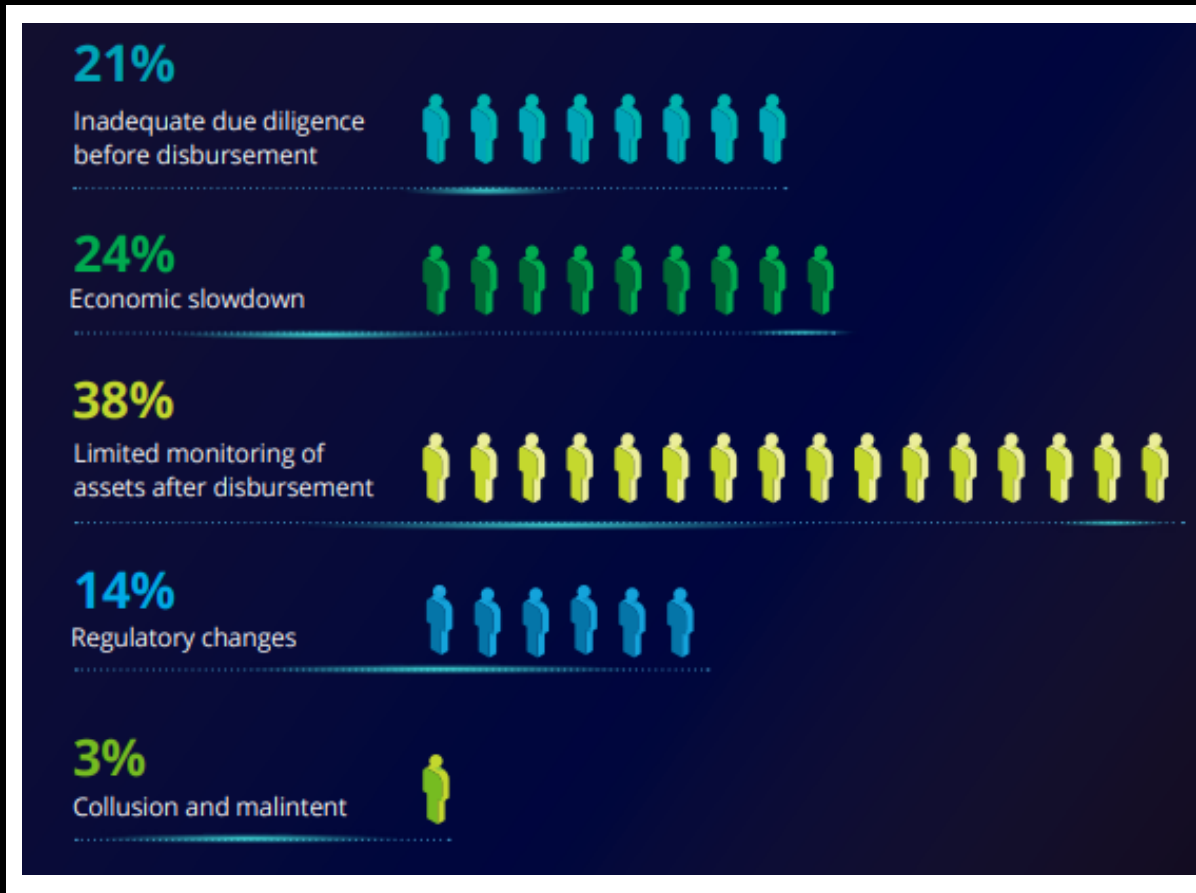 21%
Inadequate due diligence
before disbursement
24%
Economic slowdown
38%
Limited monitoring of
assets after disbursement
14%
Regulatory changes
3%
Collusion and malintent